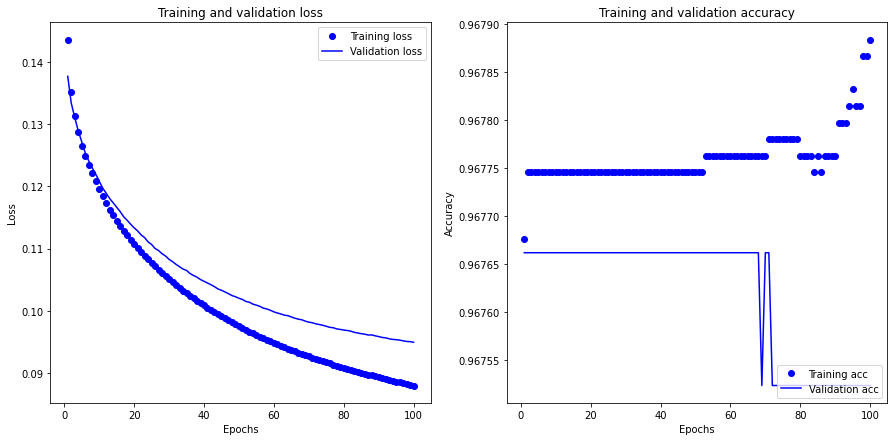 Training and validation loss
Training loss
Validation loss
0.14
0.13
0.12
0.11
0.10
0.09
Loss
0
20
40
60
80
100
Epochs
Training and validation accuracy
0.96790
0.96785
0.96780
0.96775
0.96770
0.96765
0.96760
0.96755
Accuracy
Training acc
Validation acc
0
20
40
60
80
100
Epochs